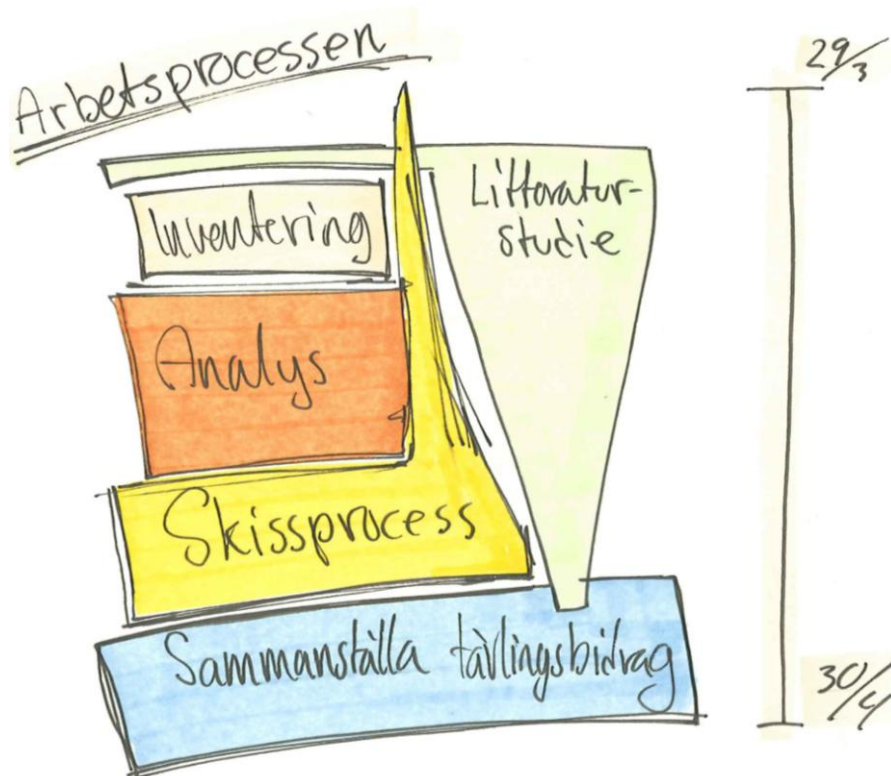 Arbetsprocessen
29/3
Inventering
Litteratur-
studie
Analys
Skissprocess
Sammanställa tävlingsbidrag
30/4